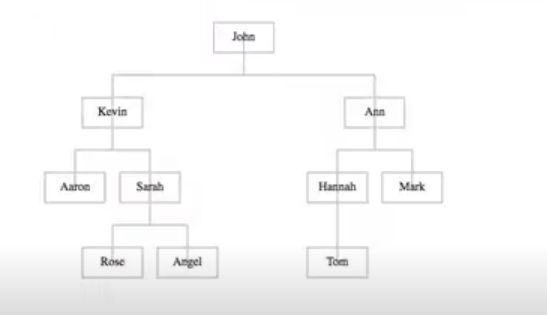 John
Kevin
Ann
Aaron
Sarah
Hannah
Mark
Rose
Angel
Tom